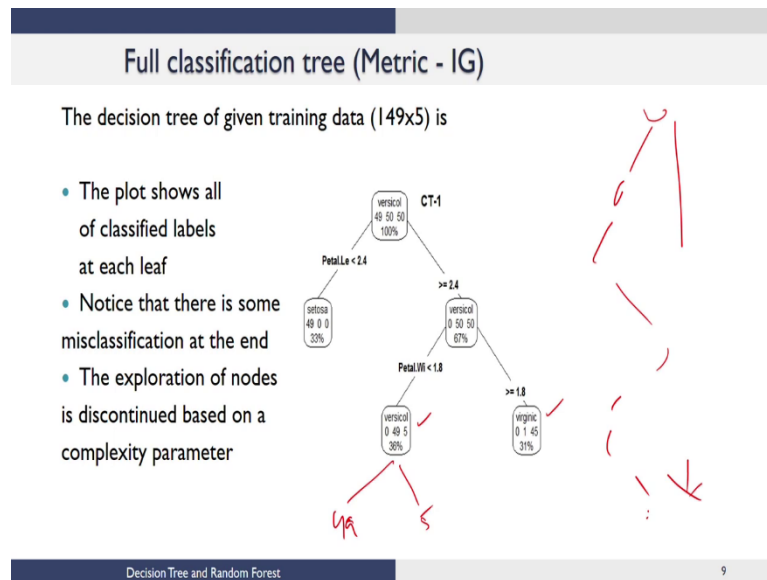 Full classification tree (Metric - IG)
The decision tree of given training data (149x5) is
• The plot shows all
of classified labels
at each leaf
• Notice that there is some
misclassification at the end
• The exploration of nodes
is discontinued based on a
complexity parameter
CT-1
versicol
49 50 50
100%
Petal.Le < 2.4
>= 2.4
setosa
49 0 0
33%
versicol
0 50 50
67%
Petal.Wi < 1.8
>= 1.8
versicol
0 49 5
36%
virginic
0 1 45
31%
49
5
Decision Tree and Random Forest
9